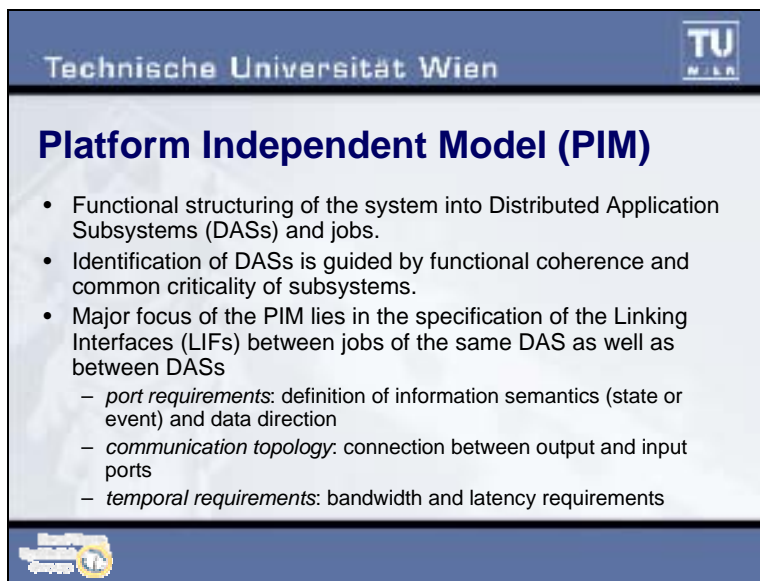 Technische Universität Wien
TU
WIEN
Platform Independent Model (PIM)
• Functional structuring of the system into Distributed Application
Subsystems (DASs) and jobs.
• Identification of DASs is guided by functional coherence and
common criticality of subsystems.
• Major focus of the PIM lies in the specification of the Linking
Interfaces (LIFs) between jobs of the same DAS as well as
between DASs
– port requirements: definition of information semantics (state or
event) and data direction
– communication topology: connection between output and input
ports
– temporal requirements: bandwidth and latency requirements